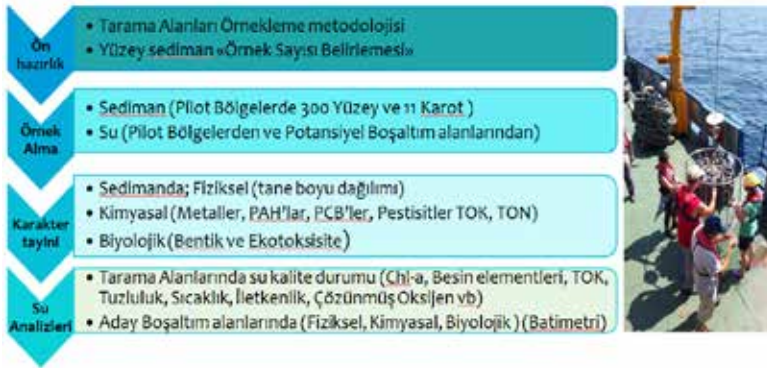 Ön
hazırlık
• Tarama Alanları Örnekleme metodolojisi
• Yüzey sediman «Örnek Sayısı Belirlemesi»
Örnek
Alma
• Sediman (Pilot Bölgelerde 300 Yüzey ve 11 Karot )
• Su (Pilot Bölgelerden ve Potansiyel Boşaltım alanlarından)
Karakter
tayini
• Sedimanda; Fiziksel (tane boyu dağılımı)
• Kimyasal (Metaller, PAH'lar, PCB'ler, Pestisitler TOK, TON)
• Biyolojik (Bentik ve Ekotoksisite)
Su
Analizleri
• Tarama Alanlarında su kalite durumu (Chl-a, Besin elementleri, TOK,
Tuzluluk, Sıcaklık, İletkenlik, Çözünmüş Oksijen vb)
• Aday Boşaltım alanlarında (Fiziksel, Kimyasal, Biyolojik ) (Batimetri)